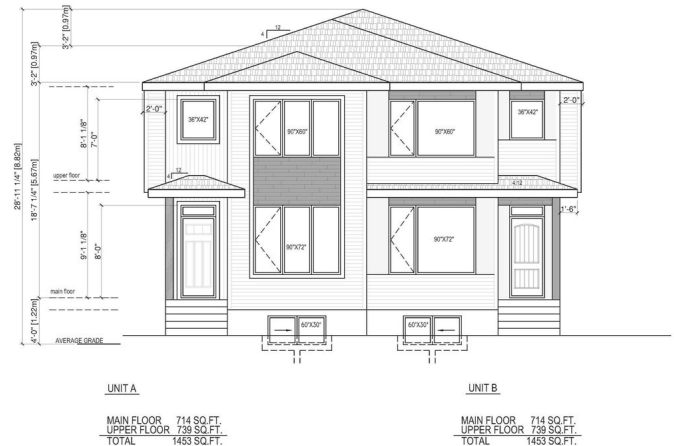 12
4
3'-2" [0.97m]
3'-2" [0.97m]
28'-11 1/4" [8.82m]
18'-7 1/4" [5.67m]
4'-0" [1.22m]
2'-0"
2'-0"
36"X42"
90"X60"
90"X60"
36"X42"
8'-1 1/8"
7'-0"
12
4
upper floor
4:12
9'-1 1/8"
8'-0"
1'-6"
90"X72"
90"X72"
main floor
60"X30"
60"X30"
AVERAGE GRADE
UNIT A
UNIT B
MAIN FLOOR 714 SQ.FT.
UPPER FLOOR 739 SQ.FT.
TOTAL 1453 SQ.FT.
MAIN FLOOR 714 SQ.FT.
UPPER FLOOR 739 SQ.FT.
TOTAL 1453 SQ.FT.